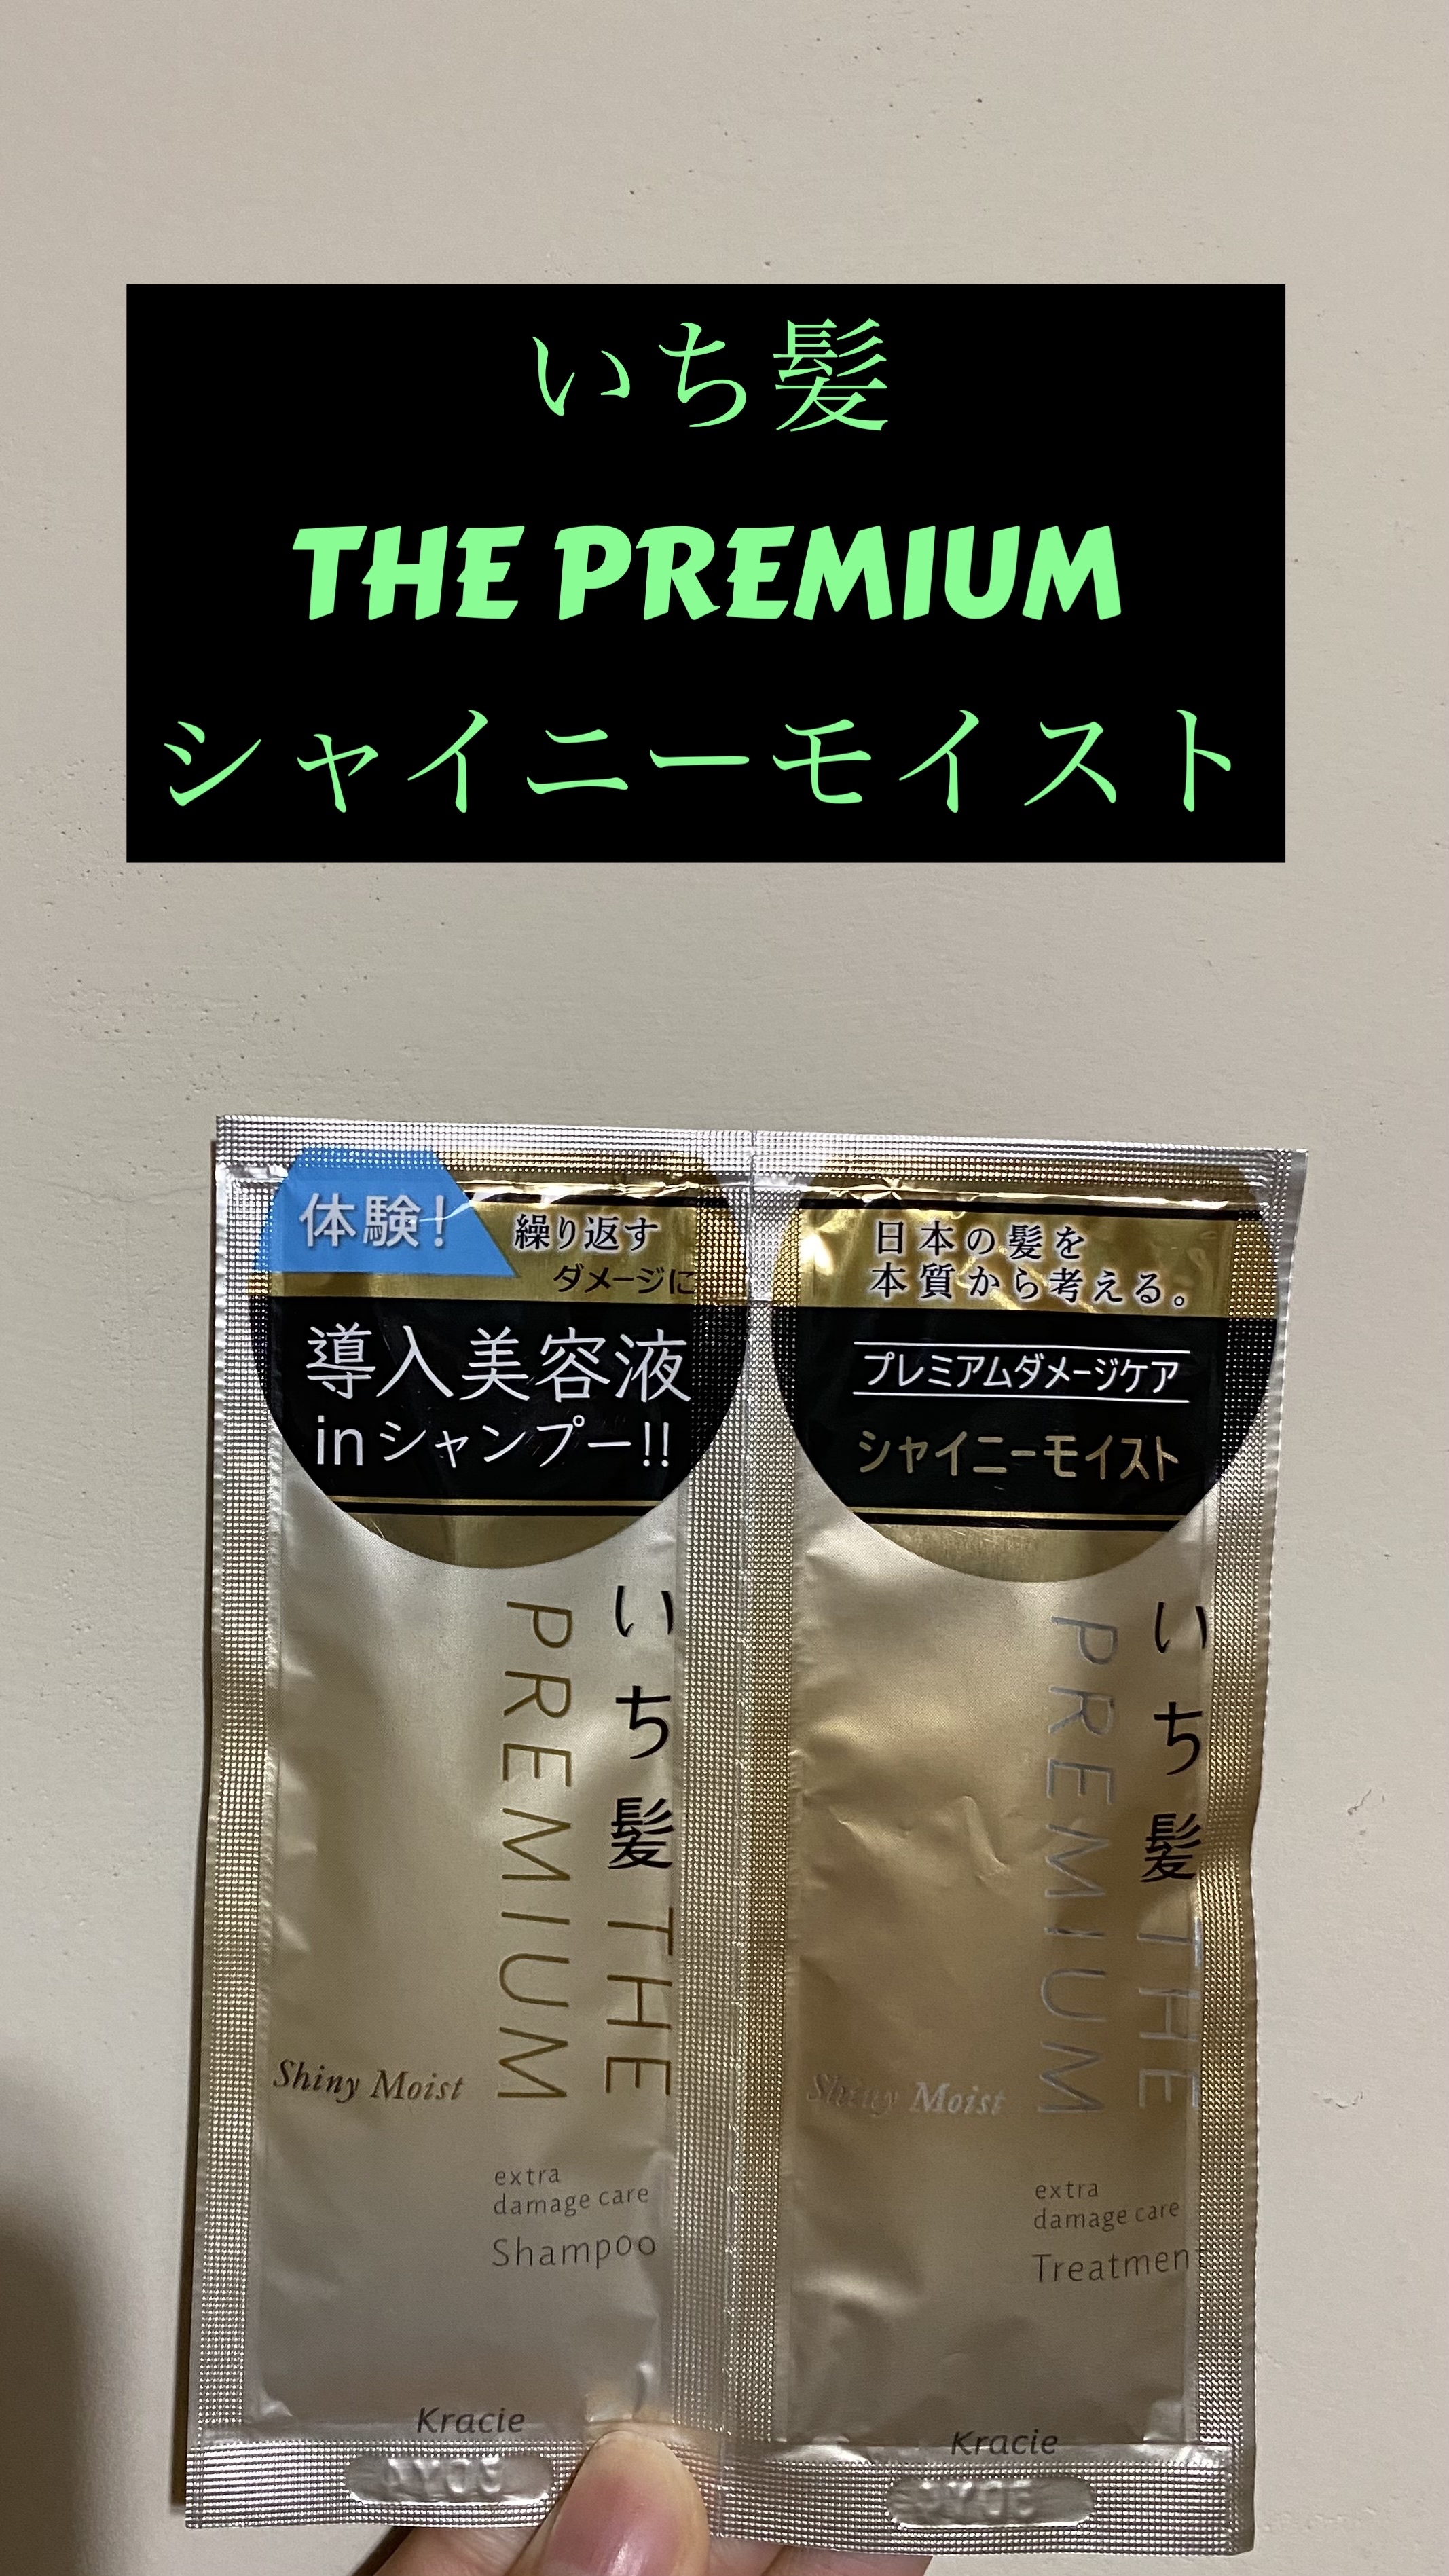 いち髪
THE PREMIUM
シャイニーモイスト
体験！
繰り返す
ダメージに
導入美容液
inシャンプー!!
いち髪 THE
PREMIUM
Shiny Moist
extra
damage care
Shampoo
Kracie
日本の髪を
本質から考える。
プレミアムダメージケア
シャイニーモイスト
いち髪 THE
PREMIUM
Shiny Moist
extra
damage care
Treatmen
Kracie